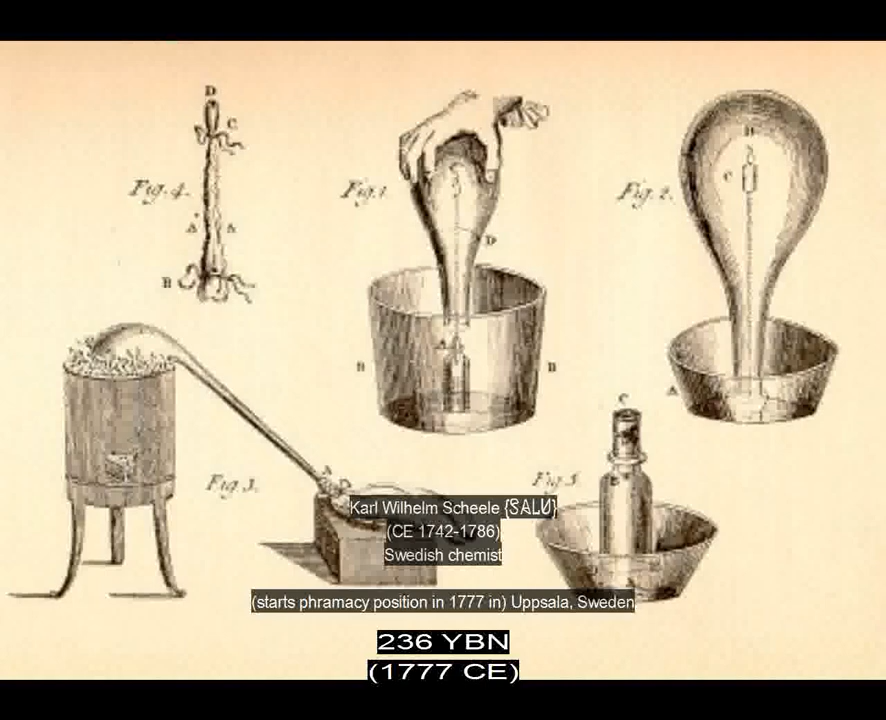 D
C
Fig. 4.
A
A
B
Fig. 1.
D
A
B
B
Fig. 2.
H
C
A
Fig. 3.
A
D
C
Fig. 5.
Karl Wilhelm Scheele {SALU}
(CE 1742-1786)
Swedish chemist
(starts phramacy position in 1777 in) Uppsala, Sweden
236 YBN
(1777 CE)